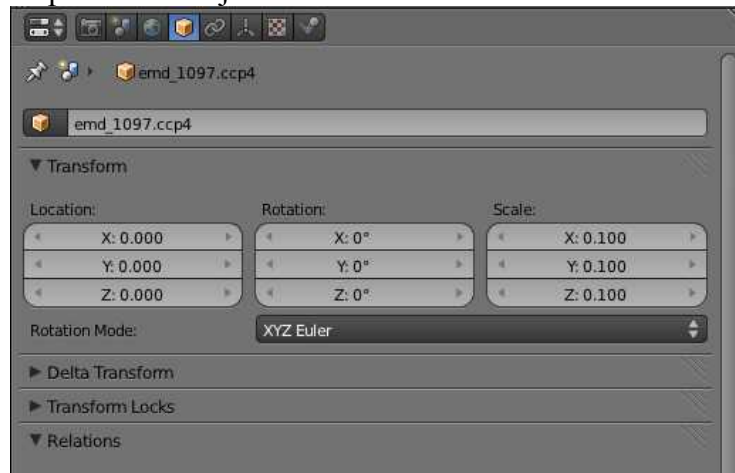 emd_1097.ccp4
emd_1097.ccp4
Transform
Location: Rotation: Scale:
X: 0.000 X: 0° X: 0.100
Y: 0.000 Y: 0° Y: 0.100
Z: 0.000 Z: 0° Z: 0.100
Rotation Mode: XYZ Euler
Delta Transform
Transform Locks
Relations